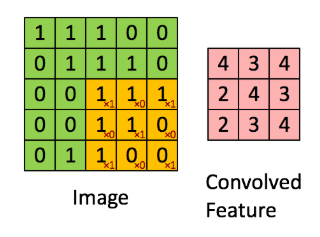 1 1 1 0 0
0 1 1 1 0 4 3 4
0 0 1×1 1×0 1×1 2 4 3
0 0 1×0 1×1 0×0 2 3 4
0 1 1×1 0×0 0×1
Image
Convolved
Feature